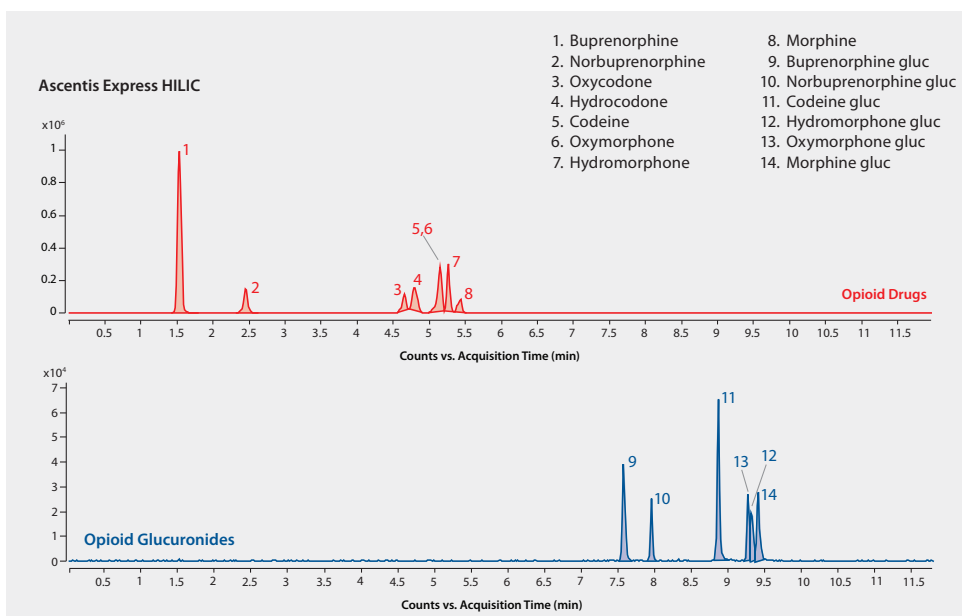 Ascentis Express HILIC
1. Buprenorphine
2. Norbuprenorphine
3. Oxycodone
4. Hydrocodone
5. Codeine
6. Oxymorphone
7. Hydromorphone
8. Morphine
9. Buprenorphine gluc
10. Norbuprenorphine gluc
11. Codeine gluc
12. Hydromorphone gluc
13. Oxymorphone gluc
14. Morphine gluc
x10⁶
1
0.8
0.6
0.4
0.2
0
1
2
3
4
5,6
7
8
Opioid Drugs
0.5 1 1.5 2 2.5 3 3.5 4 4.5 5 5.5 6 6.5 7 7.5 8 8.5 9 9.5 10 10.5 11 11.5
Counts vs. Acquisition Time (min)
x10⁴
7
6
5
4
3
2
1
0
9
10
11
13
12
14
Opioid Glucuronides
0.5 1 1.5 2 2.5 3 3.5 4 4.5 5 5.5 6 6.5 7 7.5 8 8.5 9 9.5 10 10.5 11 11.5
Counts vs. Acquisition Time (min)